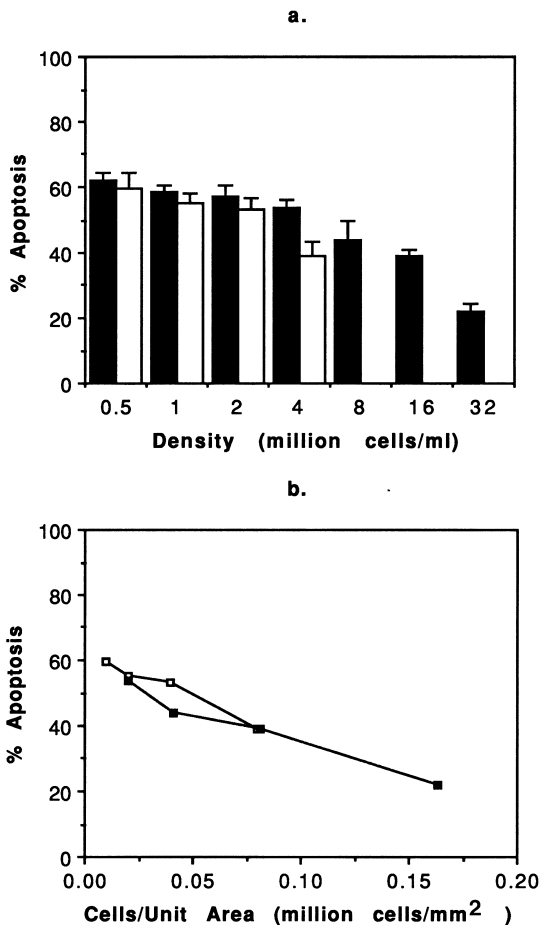 a.
100
80
60
40
20
0
% Apoptosis
0.5 1 2 4 8 16 32
Density (million cells/ml)
b.
100
80
60
40
20
0
% Apoptosis
0.00 0.05 0.10 0.15 0.20
Cells/Unit Area (million cells/mm2 )